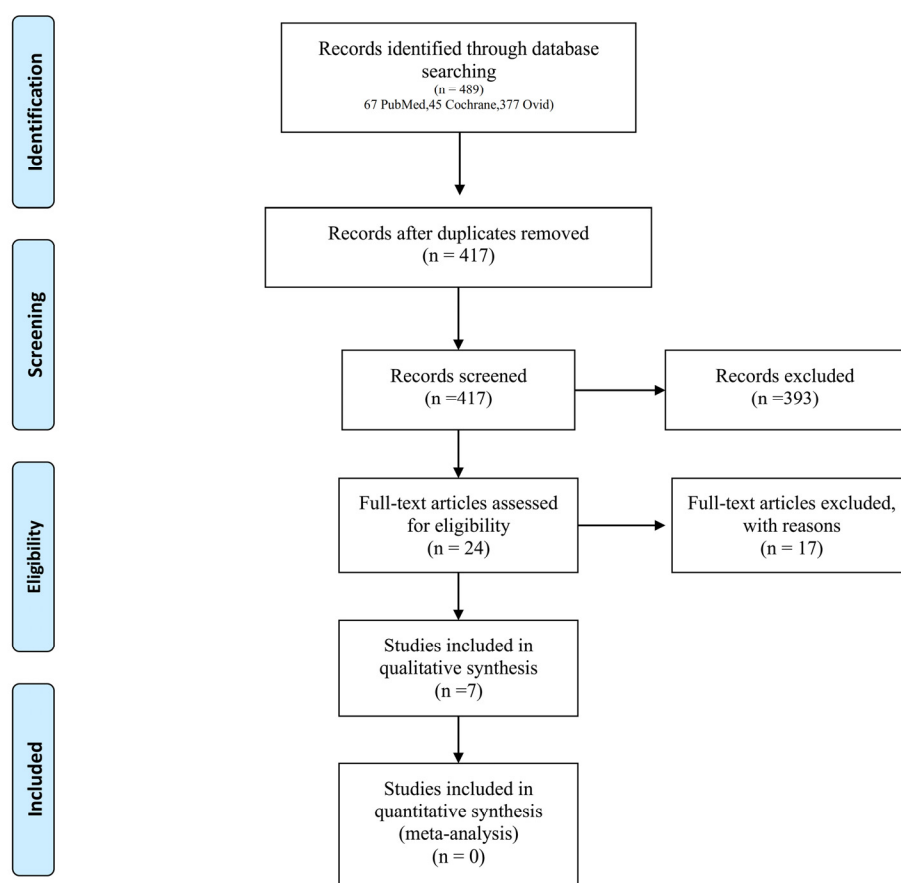 Identification
Records identified through database
searching
(n = 489)
67 PubMed,45 Cochrane,377 Ovid)
Records after duplicates removed
(n = 417)
Screening
Records screened
(n =417)
Records excluded
(n =393)
Eligibility
Full-text articles assessed
for eligibility
(n = 24)
Full-text articles excluded,
with reasons
(n = 17)
Studies included in
qualitative synthesis
(n =7)
Included
Studies included in
quantitative synthesis
(meta-analysis)
(n = 0)